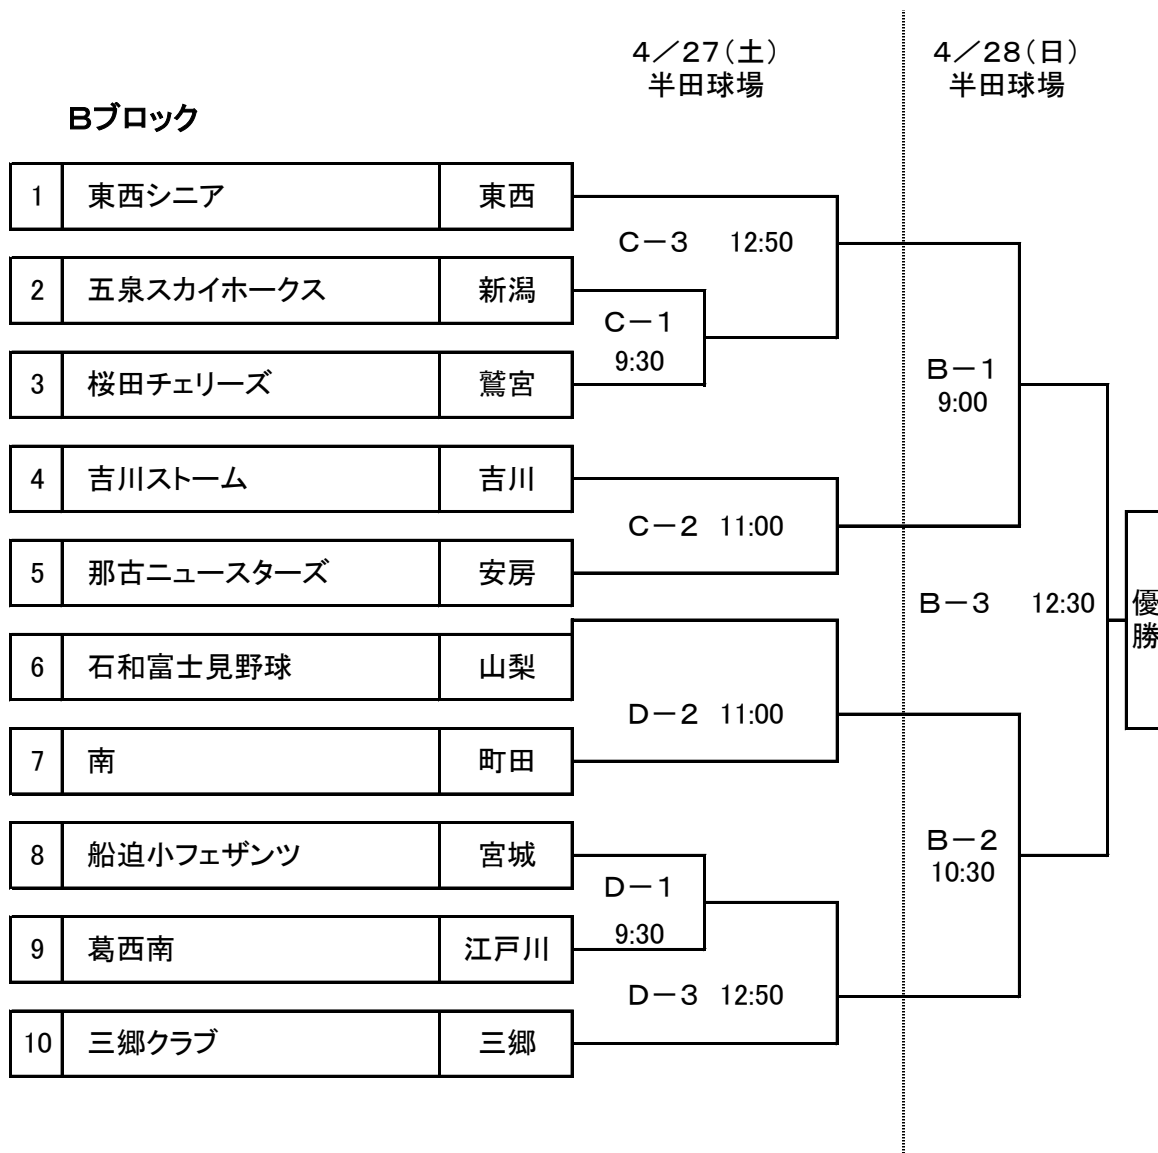 4／27（土）　4／28（日）
半田球場　半田球場
Bブロック
1 東西シニア 東西
C－3 12:50
2 五泉スカイホークス 新潟
C－1
9:30
3 桜田チェリーズ 鷲宮
B－1
9:00
4 吉川ストーム 吉川
C－2 11:00
5 那古ニュースターズ 安房
B－3 12:30
優
勝
6 石和富士見野球 山梨
D－2 11:00
7 南 町田
8 船迫小フェザンツ 宮城
B－2
10:30
D－1
9:30
9 葛西南 江戸川
D－3 12:50
10 三郷クラブ 三郷